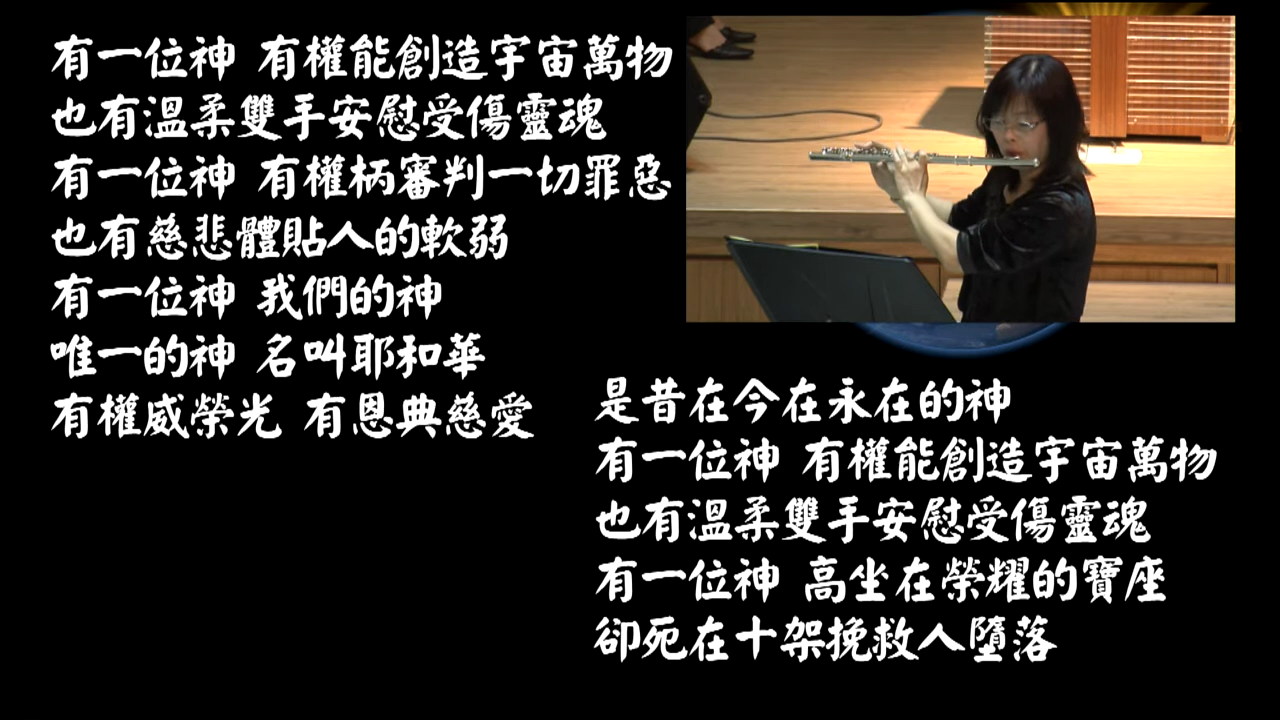 有一位神 有權能創造宇宙萬物
也有溫柔雙手安慰受傷靈魂
有一位神 有權柄審判一切罪惡
也有慈悲體貼人的軟弱
有一位神 我們的神
唯一的神 名叫耶和華
有權威榮光 有恩典慈愛
是昔在今在永在的神
有一位神 有權能創造宇宙萬物
也有溫柔雙手安慰受傷靈魂
有一位神 高坐在榮耀的寶座
卻死在十架挽救人墮落